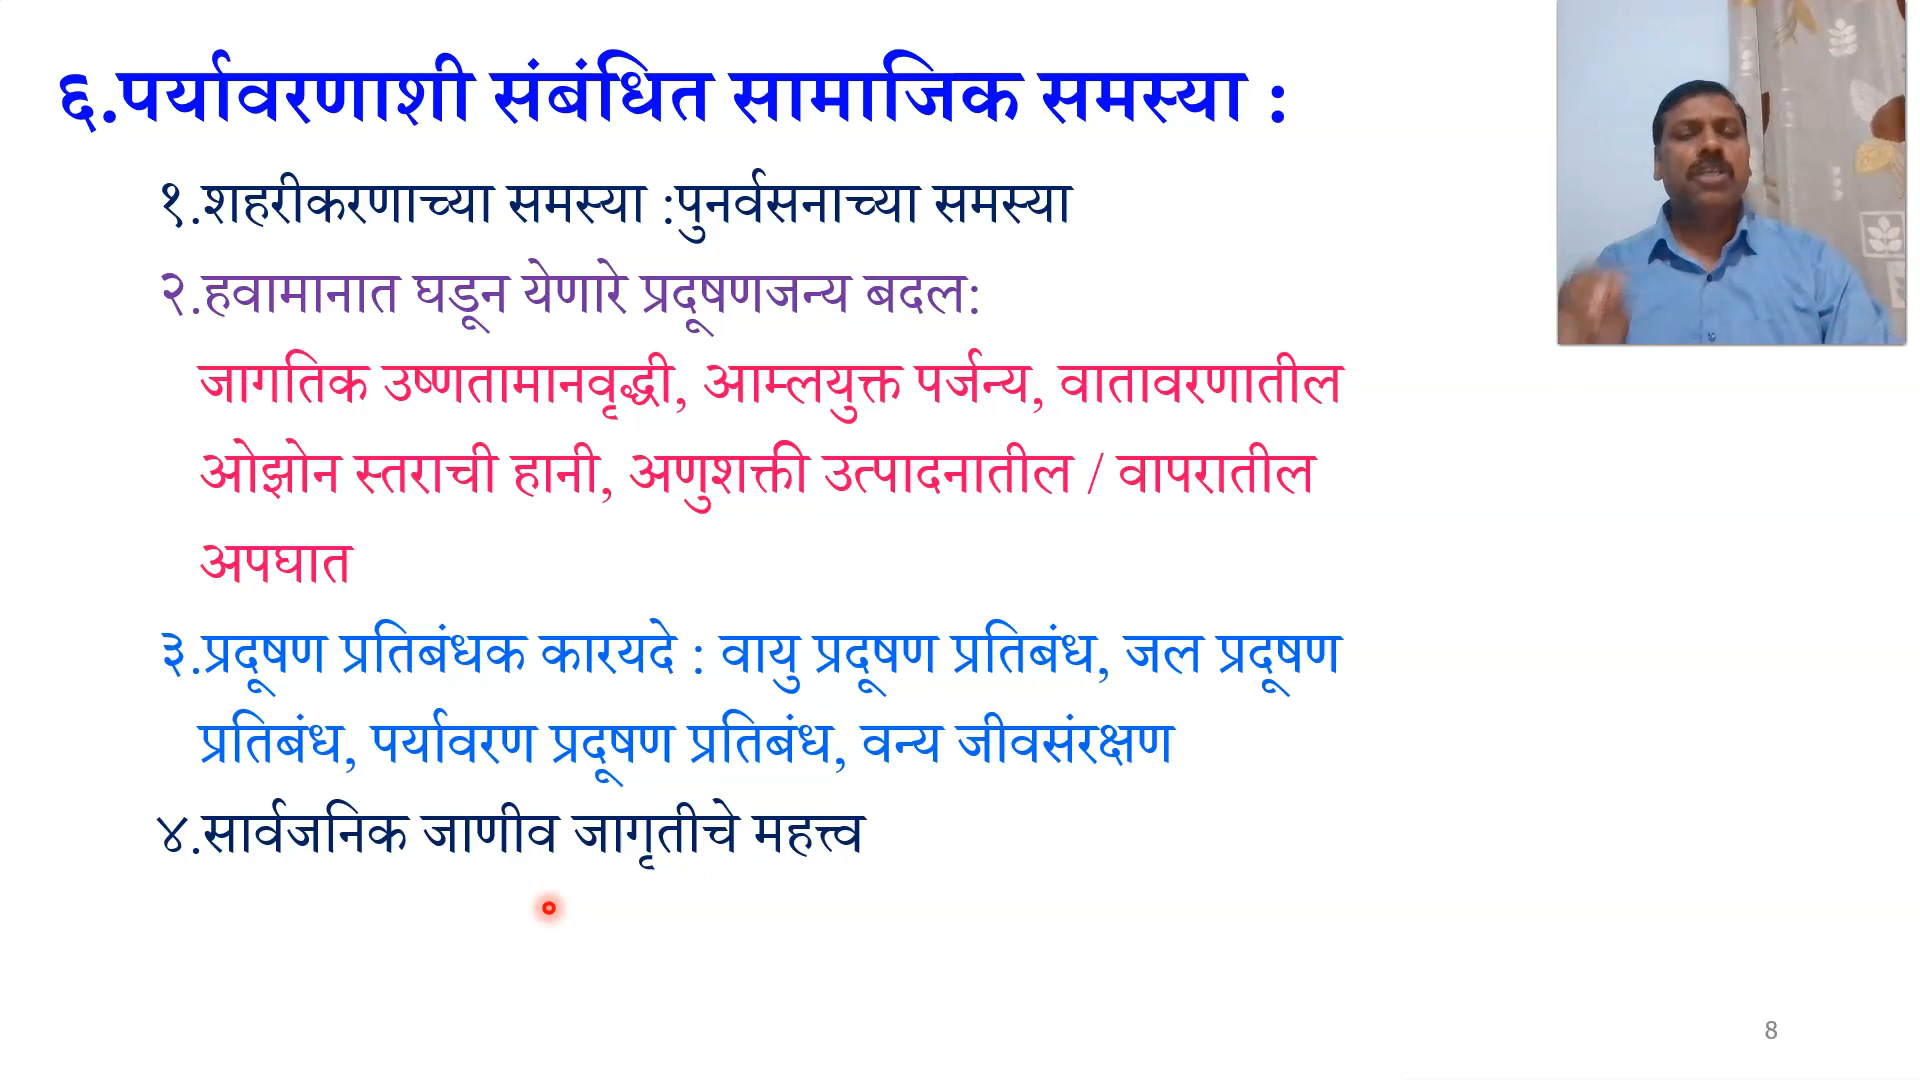 ६.पर्यावरणाशी संबंधित सामाजिक समस्या :
१.शहरीकरणाच्या समस्या :पुनर्वसनाच्या समस्या
२.हवामानात घडून येणारे प्रदूषणजन्य बदल:
जागतिक उष्णतामानवृद्धी, आम्लयुक्त पर्जन्य, वातावरणातील
ओझोन स्तराची हानी, अणुशक्ती उत्पादनातील / वापरातील
अपघात
३.प्रदूषण प्रतिबंधक कारयदे : वायु प्रदूषण प्रतिबंध, जल प्रदूषण
प्रतिबंध, पर्यावरण प्रदूषण प्रतिबंध, वन्य जीवसंरक्षण
४.सार्वजनिक जाणीव जागृतीचे महत्त्व
8